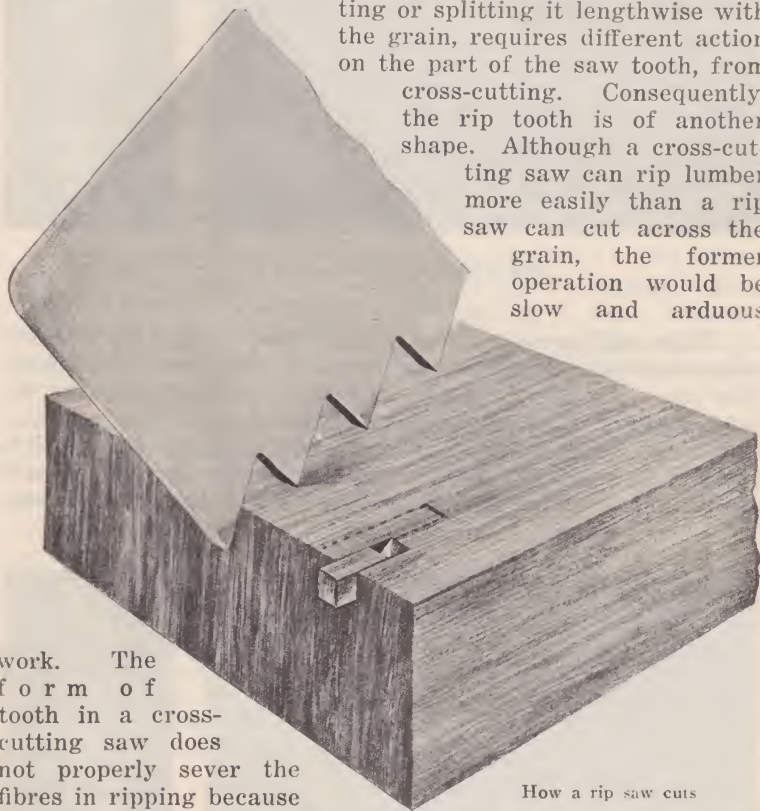 ting or splitting it lengthwise with
the grain, requires different action
on the part of the saw tooth, from
cross-cutting. Consequently
the rip tooth is of another
shape. Although a cross-cut
ting saw can rip lumber
more easily than a rip
saw can cut across the
grain, the former
operation would be
slow and arduous
work. The
form of
tooth in a cross-
cutting saw does
not properly sever the
fibres in ripping because
How a rip saw cuts